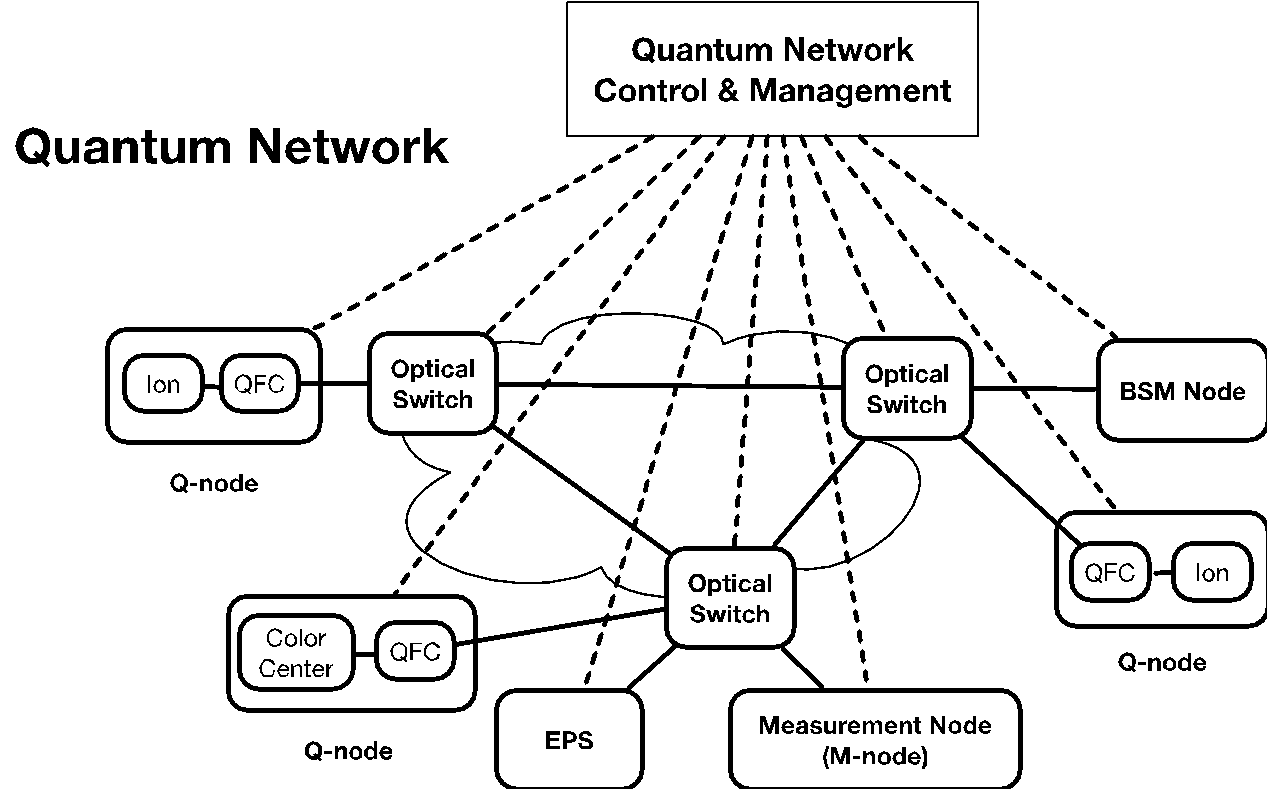 Quantum Network
Control & Management
Quantum Network
Ion
QFC
Q-node
Optical
Switch
Optical
Switch
BSM Node
Optical
Switch
QFC
Ion
Q-node
Color
Center
QFC
Q-node
EPS
Measurement Node
(M-node)